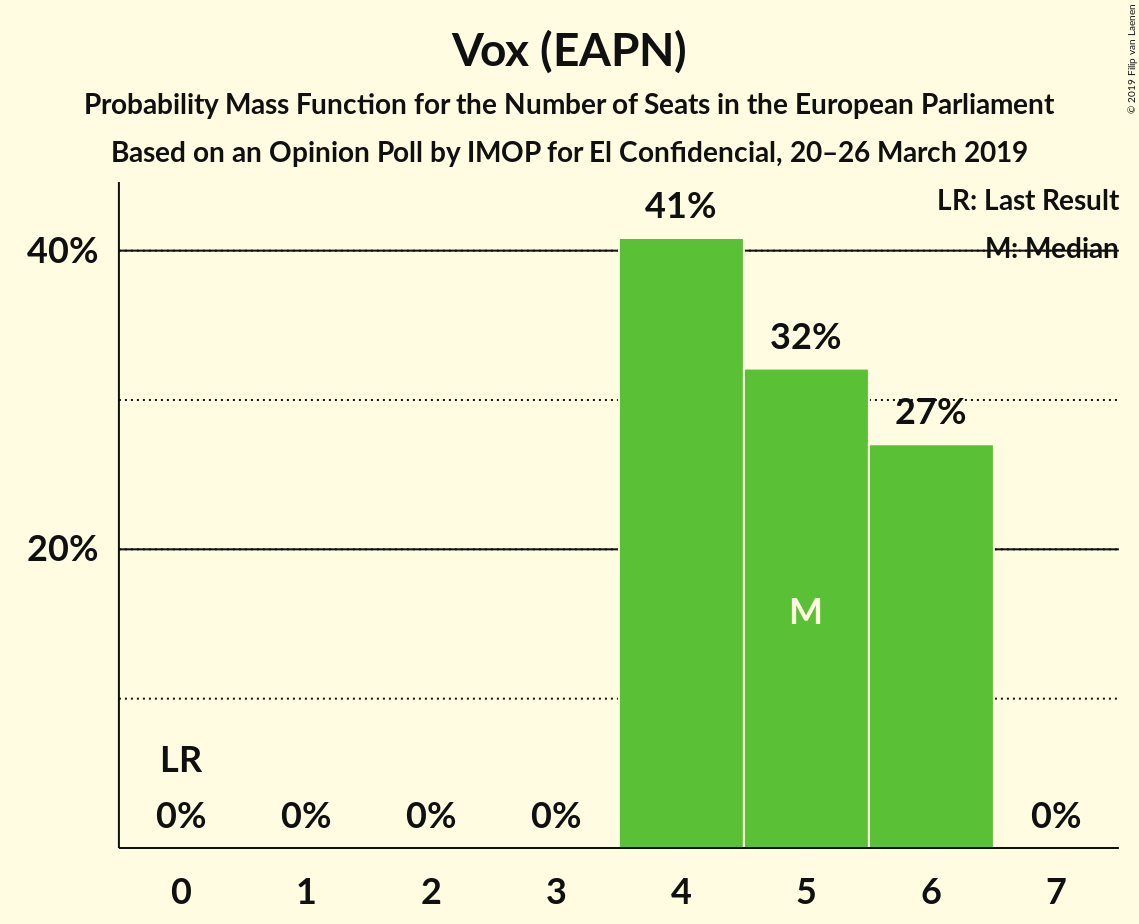 Vox (EAPN)
Probability Mass Function for the Number of Seats in the European Parliament
Based on an Opinion Poll by IMOP for El Confidencial, 20–26 March 2019
© 2019 Filip van Laenen
LR: Last Result
M: Median
41%
40%
32%
27%
20%
M
LR
0% 0% 0% 0% 0%
0 1 2 3 4 5 6 7